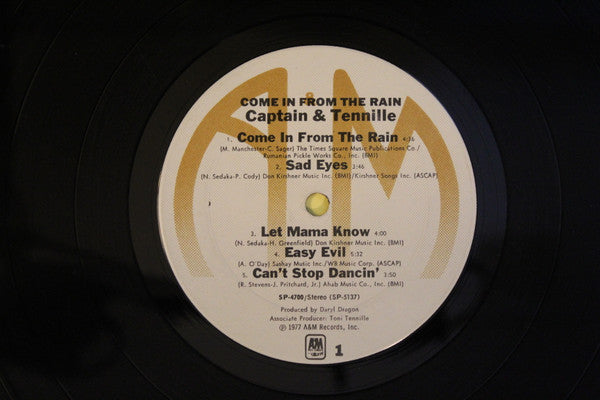 A&M
COME IN FROM THE RAIN
Captain & Tennille
1. Come In From The Rain 4:36
(M. Manchester-C. Sager) The Times Square Music Publications Co./
Rumanian Pickle Works Co., Inc. (BMI)
2. Sad Eyes 3:46
(N. Sedaka-P. Cody) Don Kirshner Music Inc. (BMI)/Kirshner Songs Inc. (ASCAP)
3. Let Mama Know 4:00
(N. Sedaka-H. Greenfield) Don Kirshner Music Inc. (BMI)
4. Easy Evil 5:32
(A. O'Day) Sanhay Music Inc./WB Music Corp. (ASCAP)
5. Can't Stop Dancin' 3:50
(R. Stevens-J. Pritchard, Jr.) Ahab Music Co., Inc. (BMI)
SP-4700/Stereo (SP-5137)
Produced by Daryl Dragon
Associate Producer: Toni Tennille
℗ 1977 A&M Records, Inc.
A&M
1